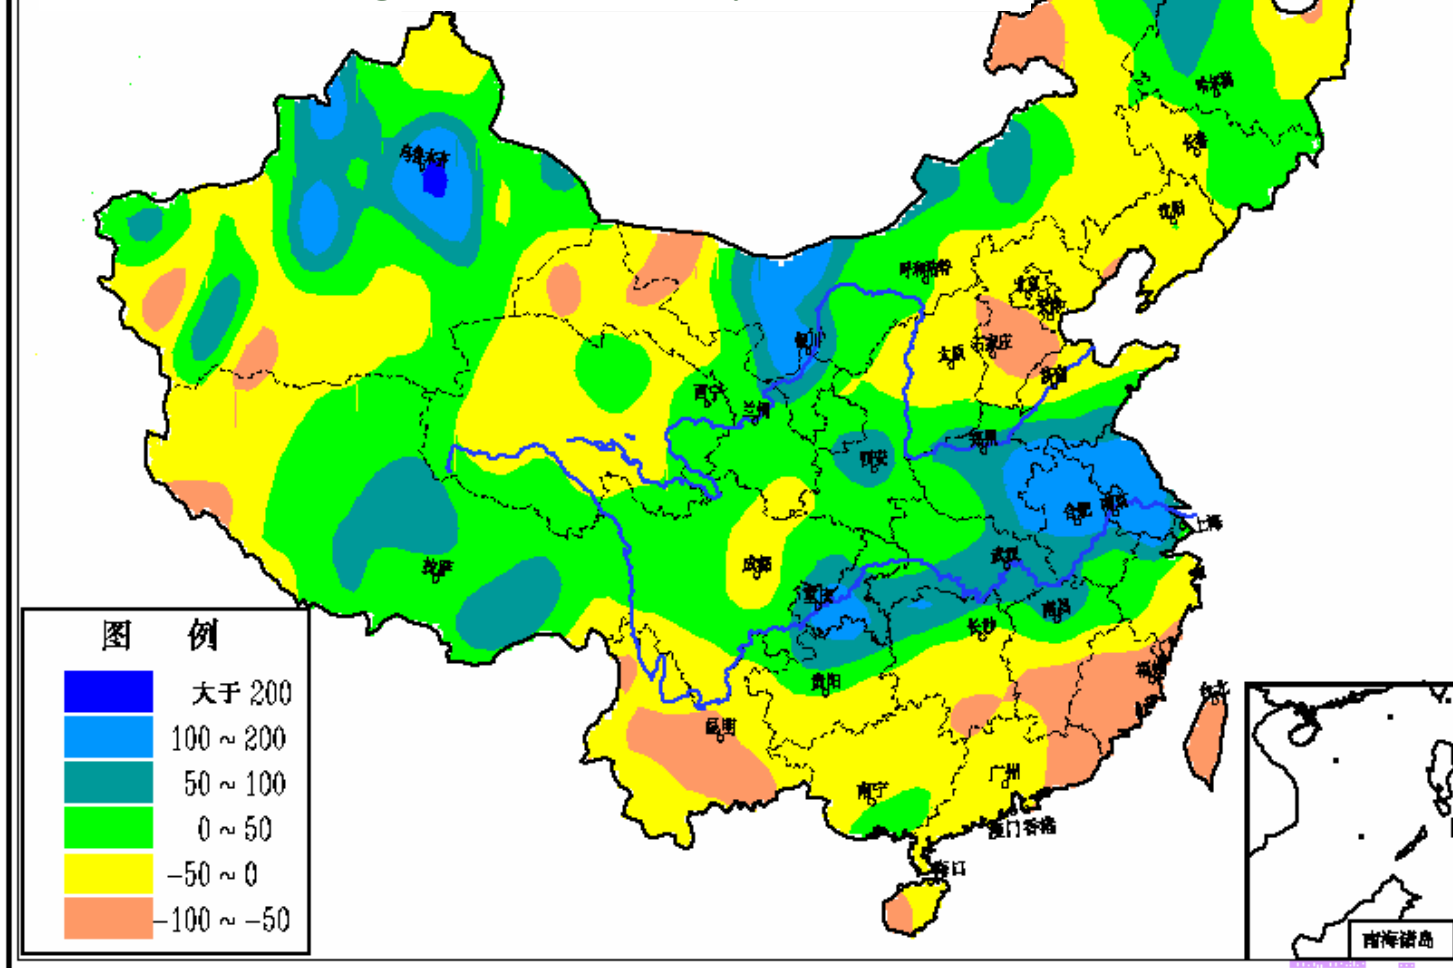 哈尔滨
长春
乌鲁木齐
沈阳
呼和浩特
北京
天津
银川
太原
石家庄
济南
西宁
兰州
郑州
西安
合肥
南京
上海
拉萨
成都
武汉
重庆
南昌
长沙
贵阳
福州
台北
昆明
广州
南宁
澳门香港
海口
图 例
大于 200
100 ~ 200
50 ~ 100
0 ~ 50
-50 ~ 0
-100 ~ -50
南海诸岛